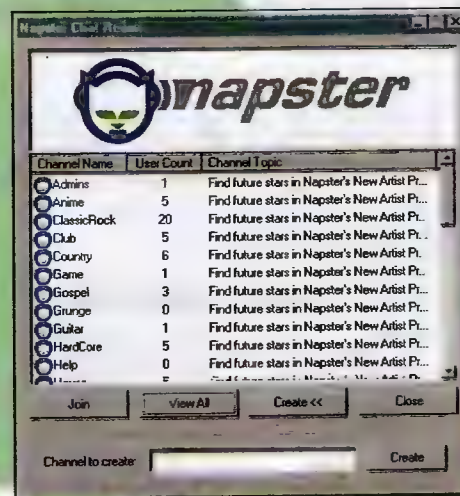 Napster Chat Rooms
napster
Channel Name User Count Channel Topic
Admins 1 Find future stars in Napster's New Artist Pr...
Anime 5 Find future stars in Napster's New Artist Pr...
ClassicRock 20 Find future stars in Napster's New Artist Pr...
Club 5 Find future stars in Napster's New Artist Pr...
Country 6 Find future stars in Napster's New Artist Pr...
Game 1 Find future stars in Napster's New Artist Pr...
Gospel 3 Find future stars in Napster's New Artist Pr...
Grunge 0 Find future stars in Napster's New Artist Pr...
Guitar 1 Find future stars in Napster's New Artist Pr...
HardCore 5 Find future stars in Napster's New Artist Pr...
Help 0 Find future stars in Napster's New Artist Pr...
Join View All Create << Close
Channel to create: Create